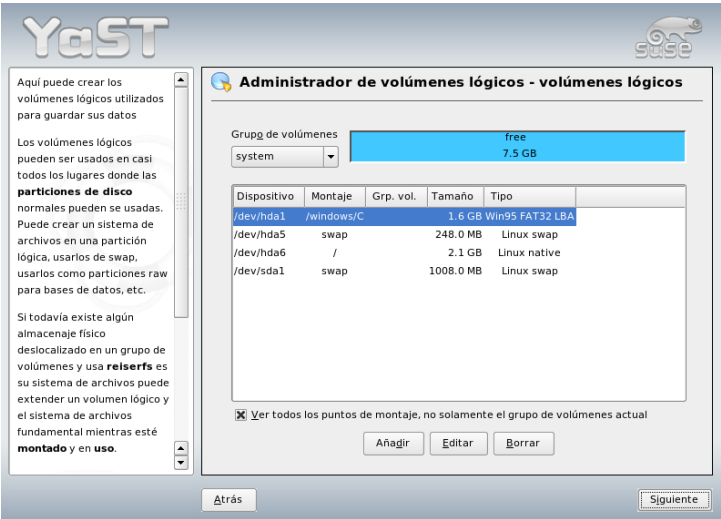 YaST
SUSE
Aquí puede crear los
volúmenes lógicos utilizados
para guardar sus datos
Los volúmenes lógicos
pueden ser usados en casi
todos los lugares donde las
particiones de disco
normales pueden se usadas.
Puede crear un sistema de
archivos en una partición
lógica, usarlos de swap,
usarlos como particiones raw
para bases de datos, etc.
Si todavía existe algún
almacenaje físico
deslocalizado en un grupo de
volúmenes y usa reiserfs es
su sistema de archivos puede
extender un volumen lógico y
el sistema de archivos
fundamental mientras esté
montado y en uso.
Administrador de volúmenes lógicos - volúmenes lógicos
Grupo de volúmenes
system
free
7.5 GB
Dispositivo Montaje Grp. vol. Tamaño Tipo
/dev/hda1 /windows/C 1.6 GB Win95 FAT32 LBA
/dev/hda5 swap 248.0 MB Linux swap
/dev/hda6 / 2.1 GB Linux native
/dev/sda1 swap 1008.0 MB Linux swap
Ver todos los puntos de montaje, no solamente el grupo de volúmenes actual
Añadir Editar Borrar
Atrás Siguiente